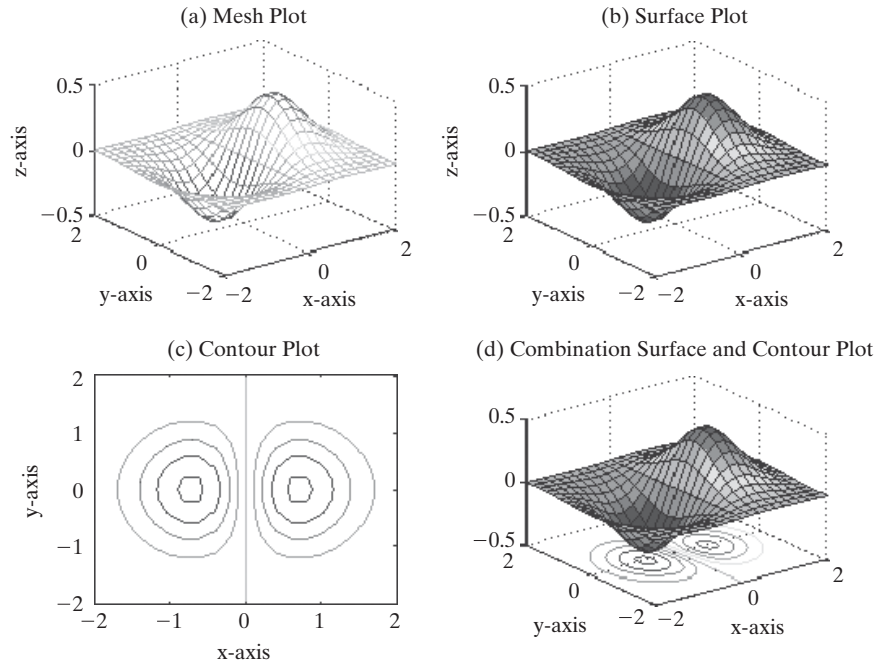 (a) Mesh Plot
0.5
0
−0.5
z-axis
2
0
−2
y-axis
−2
0
2
x-axis
(b) Surface Plot
0.5
0
−0.5
z-axis
2
0
−2
y-axis
−2
0
2
x-axis
(c) Contour Plot
2
1
0
−1
−2
y-axis
−2
−1
0
1
2
x-axis
(d) Combination Surface and Contour Plot
0.5
0
−0.5
2
0
−2
y-axis
−2
0
2
x-axis